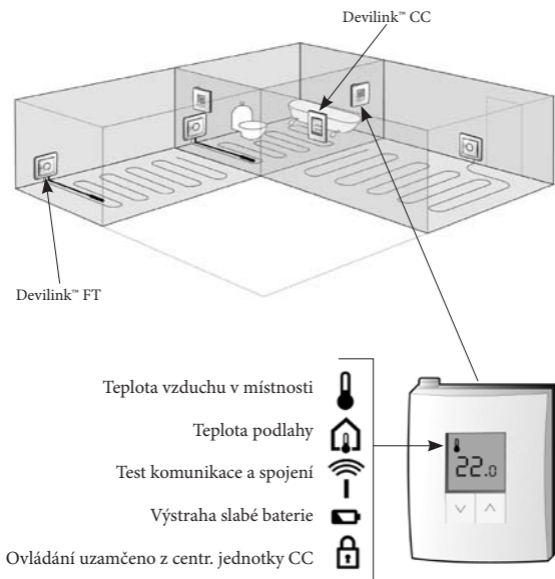 Devilink™ CC
Devilink™ FT
Teplota vzduchu v místnosti
Teplota podlahy
Test komunikace a spojení
Výstraha slabé baterie
Ovládání uzamčeno z centr. jednotky CC
22.0